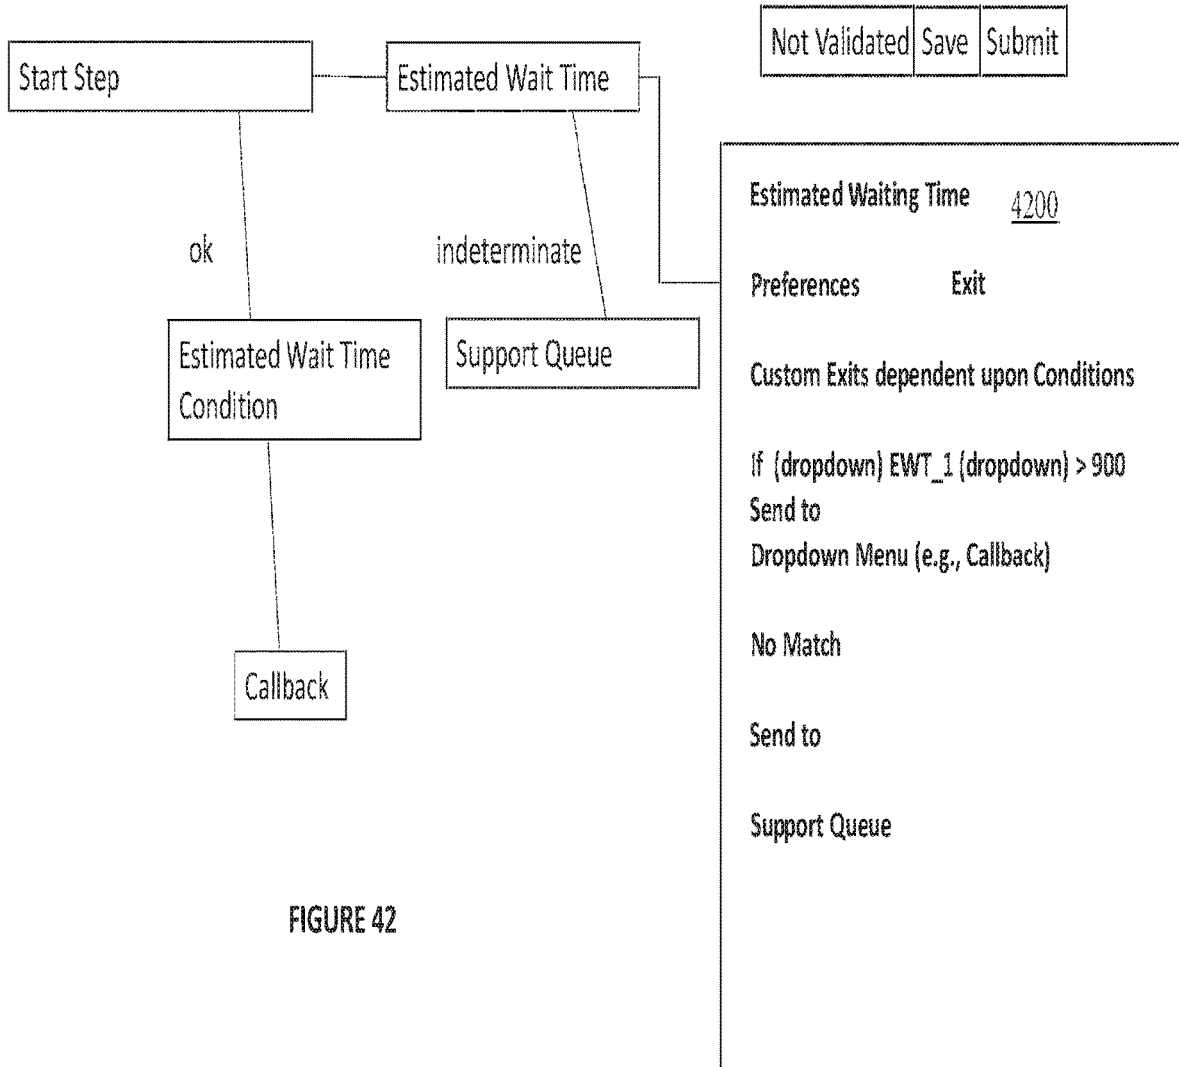 Not Validated Save Submit
Start Step
Estimated Wait Time
Estimated Waiting Time 4200
ok
indeterminate
Preferences Exit
Estimated Wait Time
Condition
Support Queue
Custom Exits dependent upon Conditions
If (dropdown) EWT_1 (dropdown) > 900
Send to
Dropdown Menu (e.g., Callback)
No Match
Callback
Send to
Support Queue
FIGURE 42